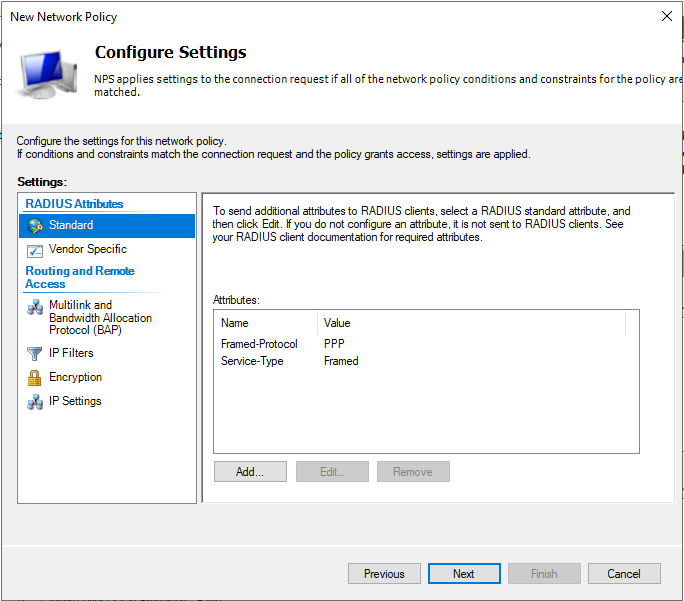 New Network Policy
Configure Settings
NPS applies settings to the connection request if all of the network policy conditions and constraints for the policy are
matched.
Configure the settings for this network policy.
If conditions and constraints match the connection request and the policy grants access, settings are applied.
Settings:
RADIUS Attributes
Standard
Vendor Specific
Routing and Remote
Access
Multilink and
Bandwidth Allocation
Protocol (BAP)
IP Filters
Encryption
IP Settings
To send additional attributes to RADIUS clients, select a RADIUS standard attribute, and
then click Edit. If you do not configure an attribute, it is not sent to RADIUS clients. See
your RADIUS client documentation for required attributes.
Attributes:
Name Value
Framed-Protocol PPP
Service-Type Framed
Add... Edit... Remove
Previous Next Finish Cancel